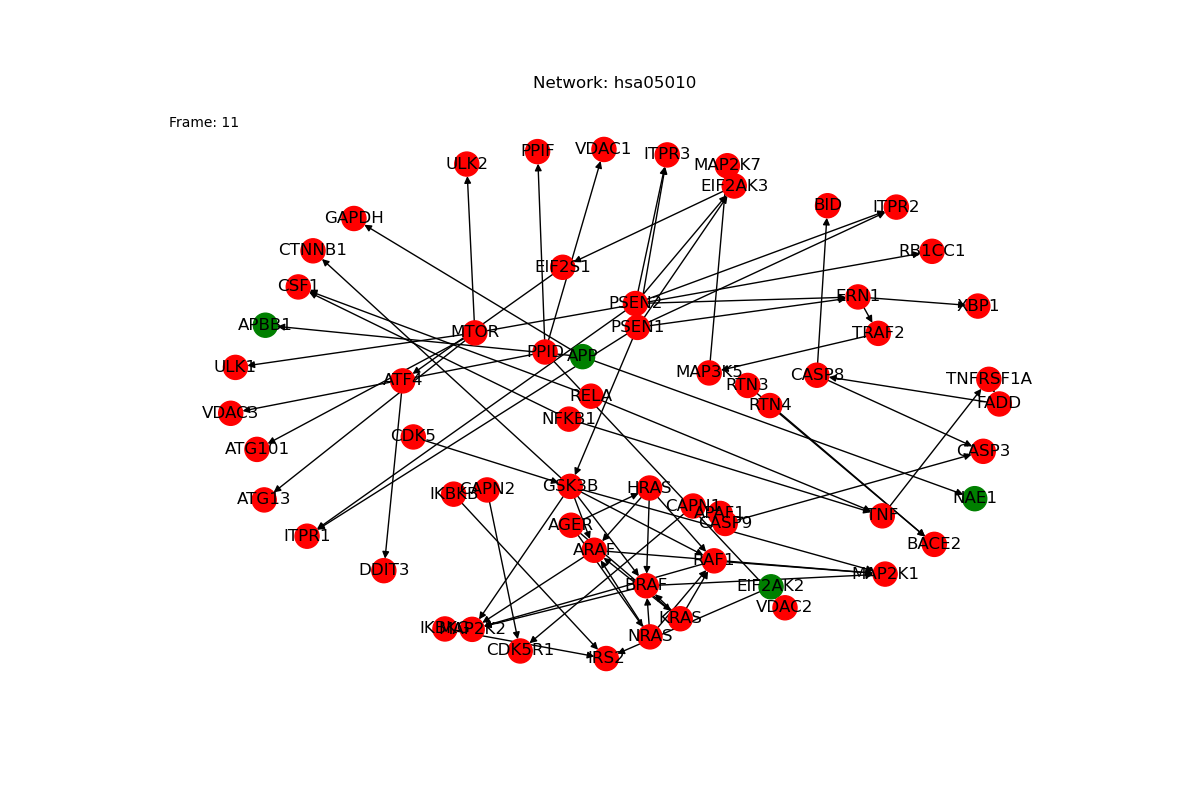 Network: hsa05010
Frame: 11
VDAC1
PPIF
ITPR3
ULK2
MAP2K7
EIF2AK3
BID
ITPR2
GAPDH
CTNNB1
RB1CC1
EIF2S1
CSF1
ERN1
PSEN2
XBP1
APBB1
PSEN1
MTOR
TRAF2
PPID
APP
ULK1
MAP3K5
CASP8
ATF4
TNFRSF1A
RTN3
RELA
TADD
RTN4
VDAC3
NFKB1
CDK5
ATG101
CASP3
GSK3B
HRAS
CAPN2
IKBKB
ATG13
NAE1
CAPN1
APAF1
TNF
CASP9
AGER
ITPR1
BACE2
ARAF
RAF1
DDIT3
MAP2K1
BRAF
EIF2AK2
VDAC2
KRAS
MAP2K2
NRAS
CDK5R1
IRS2